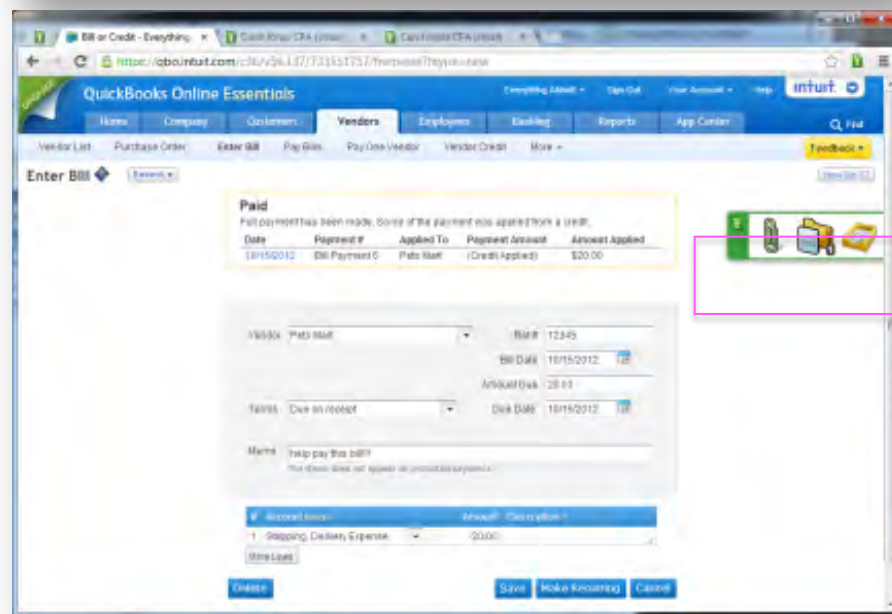 Bill or Credit - Everything
https://qbo.intuit.com/
QuickBooks Online Essentials
Sign Out
Your Account
Help
intuit
Home Company Customers Vendors Employees Banking Reports App Center
Find
Vendor List Purchase Order Enter Bill Pay Bills Pay One Vendor Vendor Credit More
Feedback
Enter Bill
Paid
Full payment has been made. Some of the payment was applied from a credit.
Date Payment # Applied To Payment Amount Amount Applied
10/15/2012 Bill Payment 6 Pets Mart (Credit Applied) $20.00
Vendor Pets Mart
Ref# 12345
Bill Date 10/15/2012
Amount Due 20.00
Terms Due on receipt
Due Date 10/15/2012
Memo help pay this bill!!
# Account Amount Description
1 Shipping, Delivery Expense 20.00
More Lines
Delete Save Make Recurring Cancel